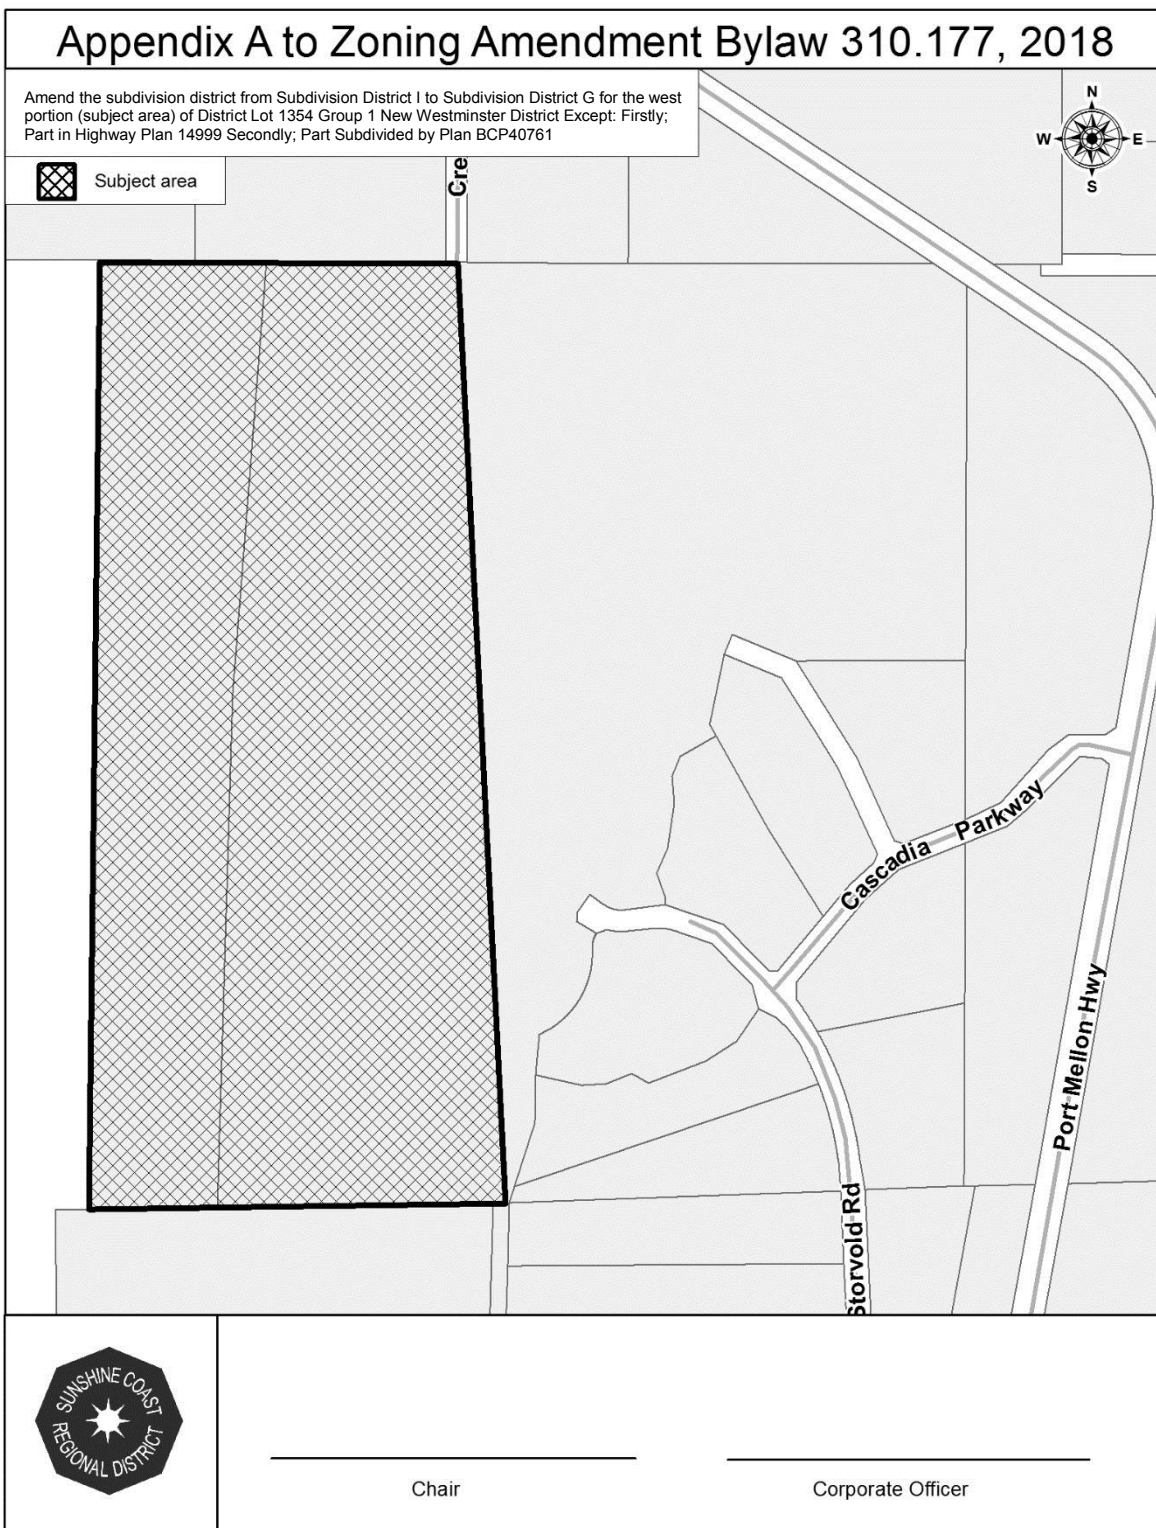 Appendix A to Zoning Amendment Bylaw 310.177, 2018
Amend the subdivision district from Subdivision District I to Subdivision District G for the west
portion (subject area) of District Lot 1354 Group 1 New Westminster District Except: Firstly;
Part in Highway Plan 14999 Secondly; Part Subdivided by Plan BCP40761
Subject area
N
W E
S
Cre
Cascadia Parkway
Port Mellon Hwy
Storvold Rd
SUNSHINE COAST
REGIONAL DISTRICT
Chair
Corporate Officer